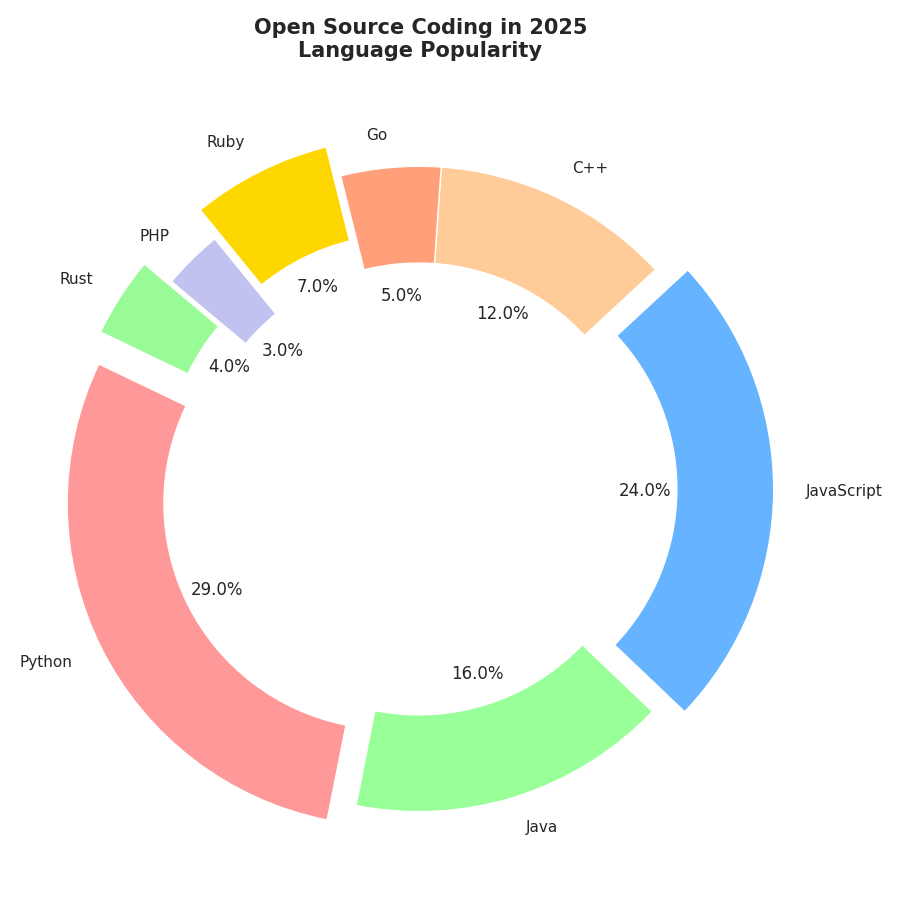 Open Source Coding in 2025
Language Popularity
Go
Ruby
C++
PHP
Rust
7.0%
5.0%
12.0%
3.0%
4.0%
24.0%
JavaScript
29.0%
Python
16.0%
Java